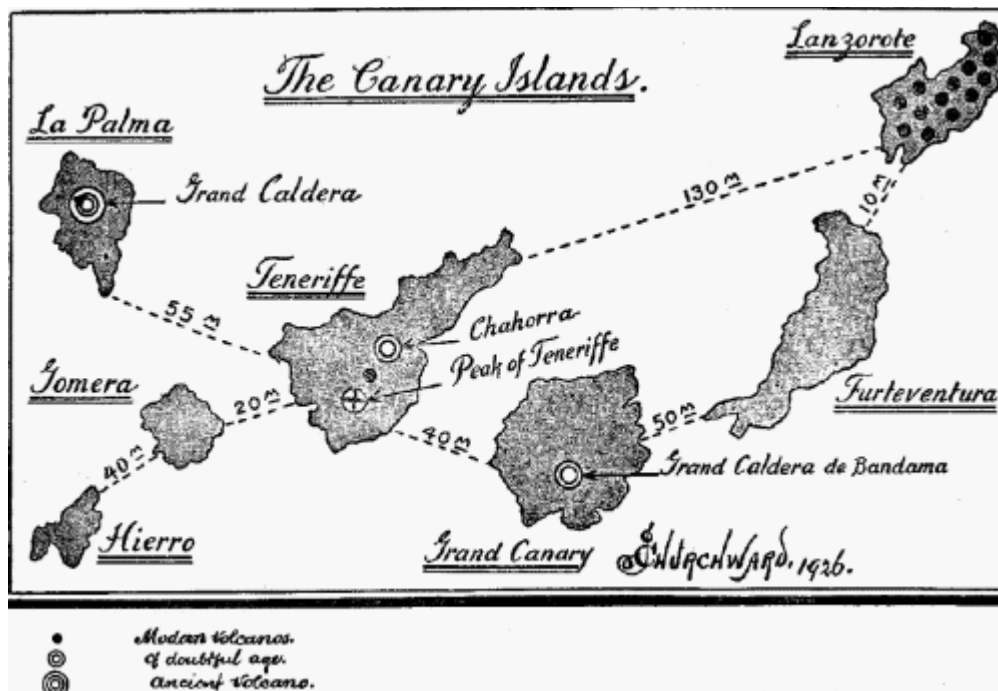 Lanzorote
The Canary Islands.
La Palma
Grand Caldera
130 M
10 M
Teneriffe
55 M
Chahorra
Peak of Teneriffe
Gomera
20 M
40 M
Furteventura
50 M
40 M
Grand Caldera de Bandama
Hierro
Grand Canary
J Churchward. 1926.
Modern Volcanos.
of doubtful age.
Ancient Volcano.